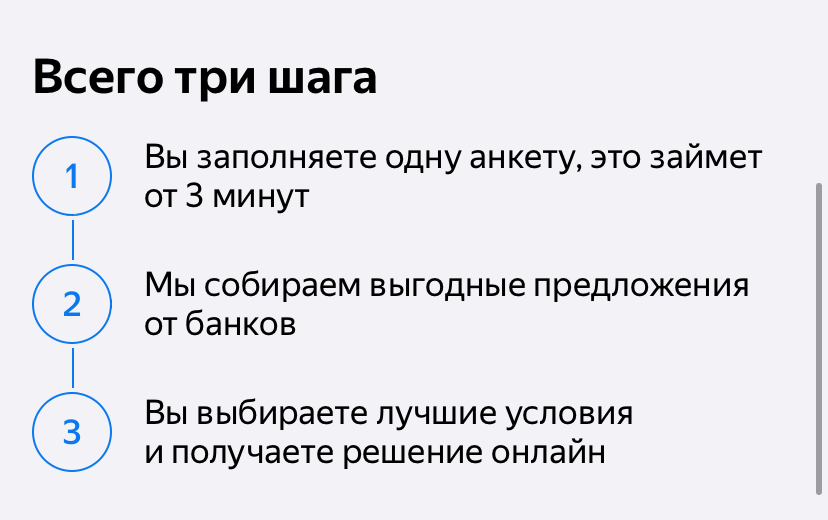 Всего три шага
1
Вы заполняете одну анкету, это займет
от 3 минут
2
Мы собираем выгодные предложения
от банков
3
Вы выбираете лучшие условия
и получаете решение онлайн